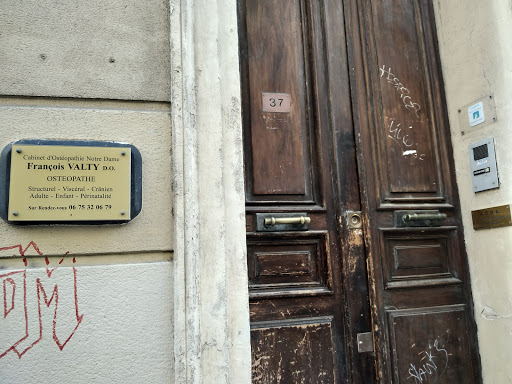 Cabinet d'Ostéopathie Notre Dame
François VALTY D.O.
OSTEOPATHE
Structurel - Viscéral - Crânien
Adulte - Enfant - Périnatalité
Sur Rendez-vous 06 75 32 06 79
37